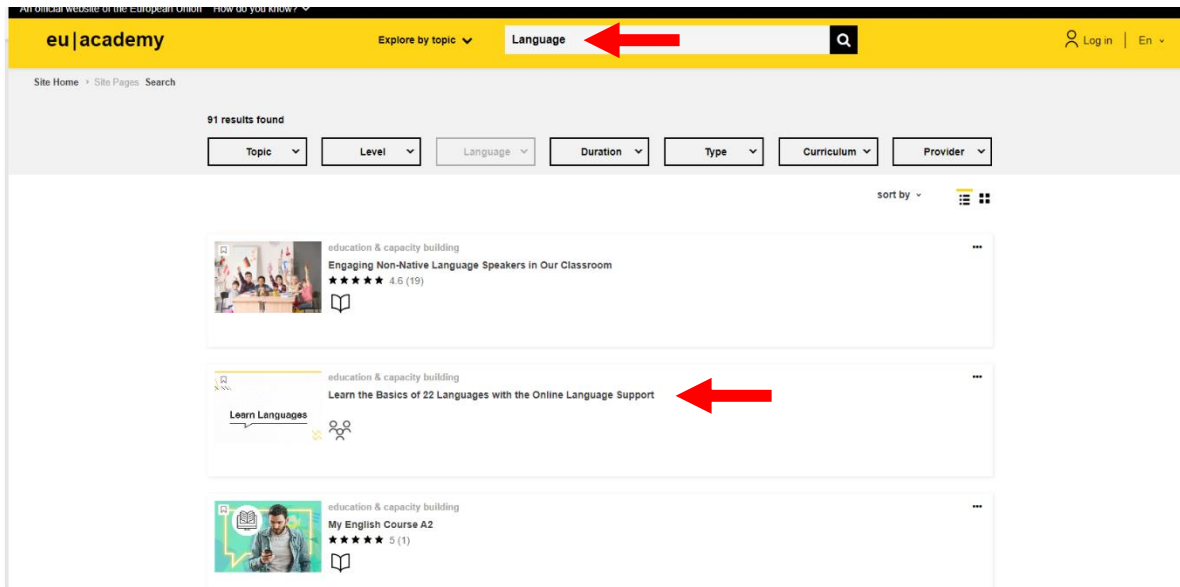 An official website of the European Union How do you know?
eu|academy
Explore by topic
Language
Log in
En
Site Home
Site Pages
Search
91 results found
Topic
Level
Language
Duration
Type
Curriculum
Provider
sort by
education & capacity building
Engaging Non-Native Language Speakers in Our Classroom
4.6 (19)
Learn Languages
education & capacity building
Learn the Basics of 22 Languages with the Online Language Support
education & capacity building
My English Course A2
5 (1)